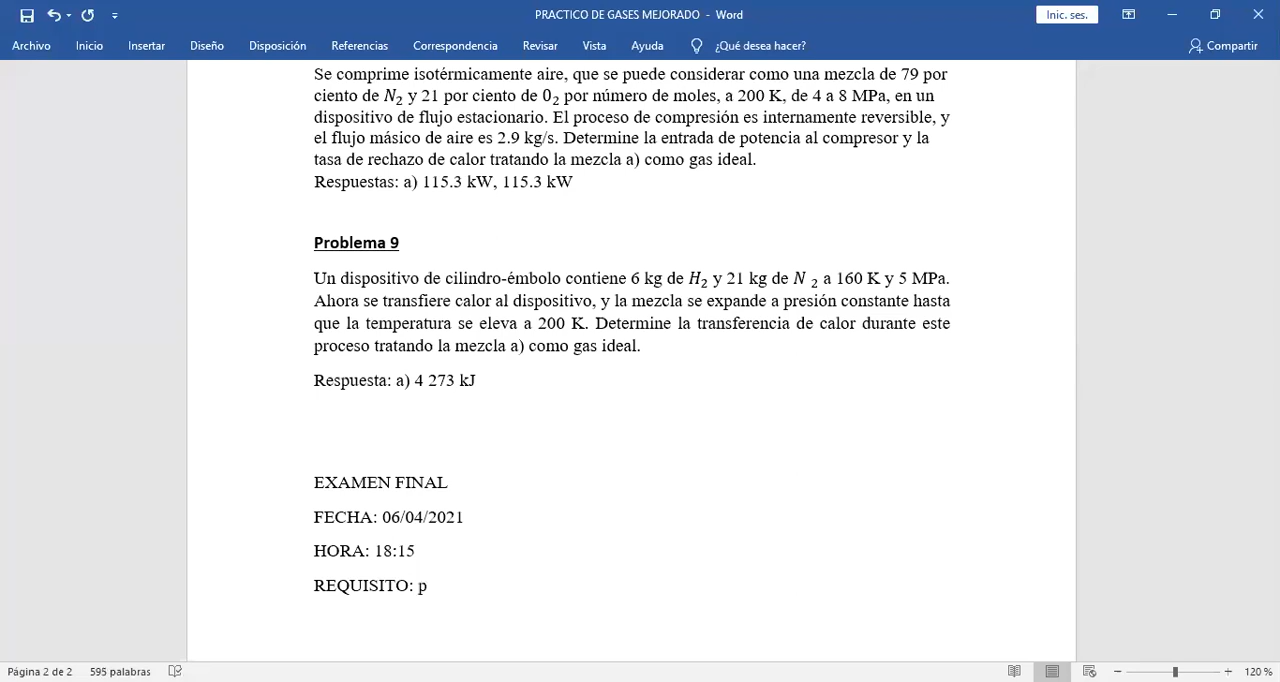 PRACTICO DE GASES MEJORADO - Word
Inic. ses.
Archivo Inicio Insertar Diseño Disposición Referencias Correspondencia Revisar Vista Ayuda ¿Qué desea hacer? Compartir
Se comprime isotérmicamente aire, que se puede considerar como una mezcla de 79 por
ciento de N₂ y 21 por ciento de 0₂ por número de moles, a 200 K, de 4 a 8 MPa, en un
dispositivo de flujo estacionario. El proceso de compresión es internamente reversible, y
el flujo másico de aire es 2.9 kg/s. Determine la entrada de potencia al compresor y la
tasa de rechazo de calor tratando la mezcla a) como gas ideal.
Respuestas: a) 115.3 kW, 115.3 kW
Problema 9
Un dispositivo de cilindro-émbolo contiene 6 kg de H₂ y 21 kg de N ₂ a 160 K y 5 MPa.
Ahora se transfiere calor al dispositivo, y la mezcla se expande a presión constante hasta
que la temperatura se eleva a 200 K. Determine la transferencia de calor durante este
proceso tratando la mezcla a) como gas ideal.
Respuesta: a) 4 273 kJ
EXAMEN FINAL
FECHA: 06/04/2021
HORA: 18:15
REQUISITO: p
Página 2 de 2 595 palabras 120 %